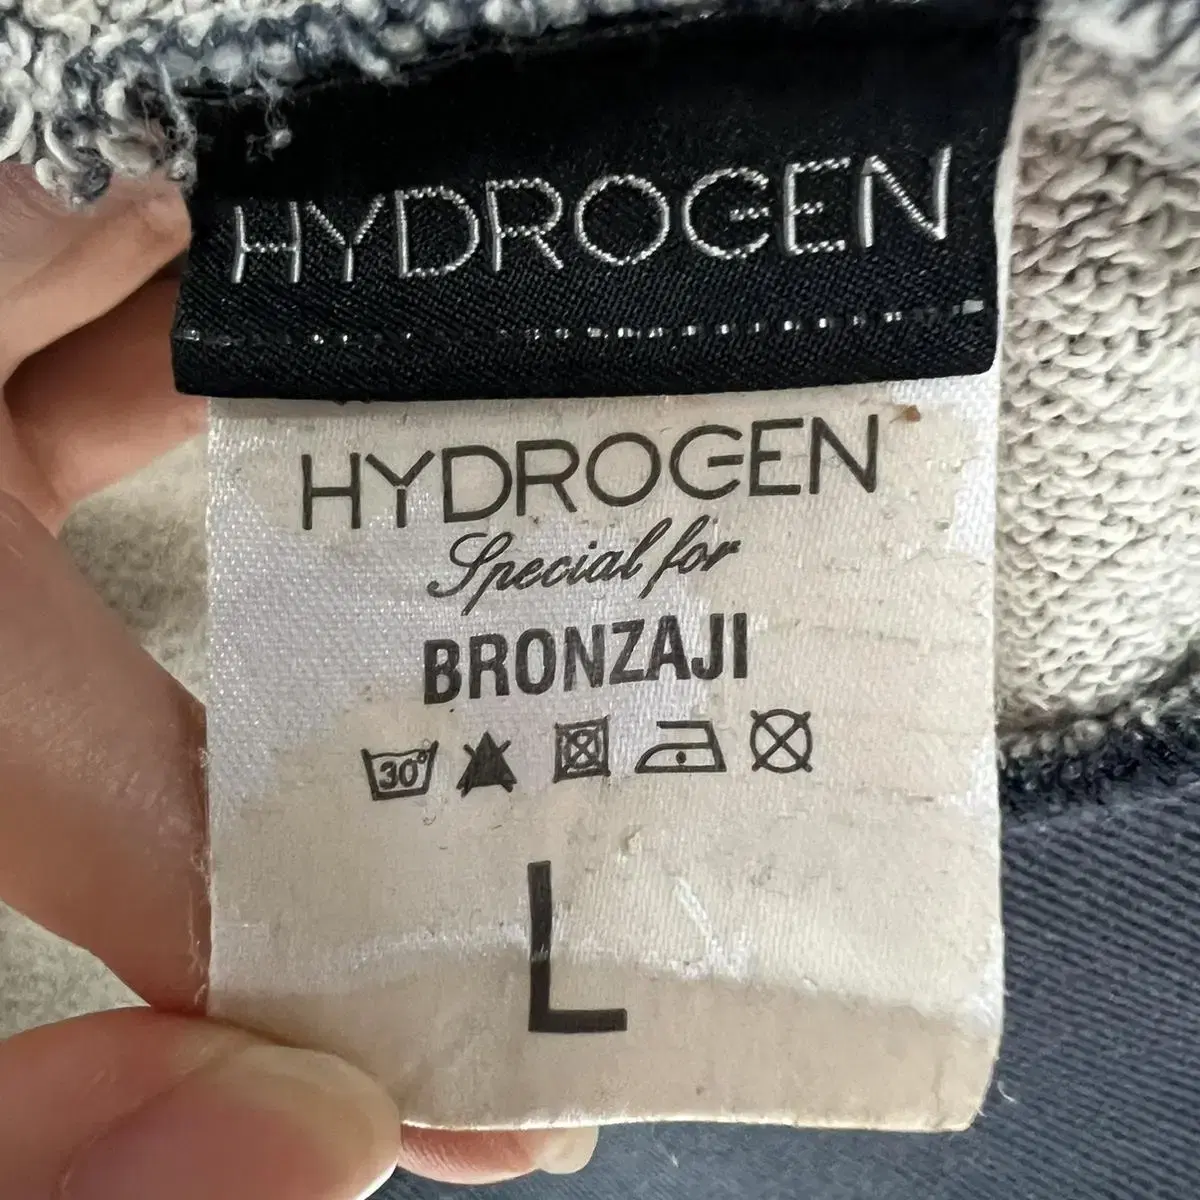 HYDROGEN
HYDROGEN
Special for
BRONZAJI
30°
L